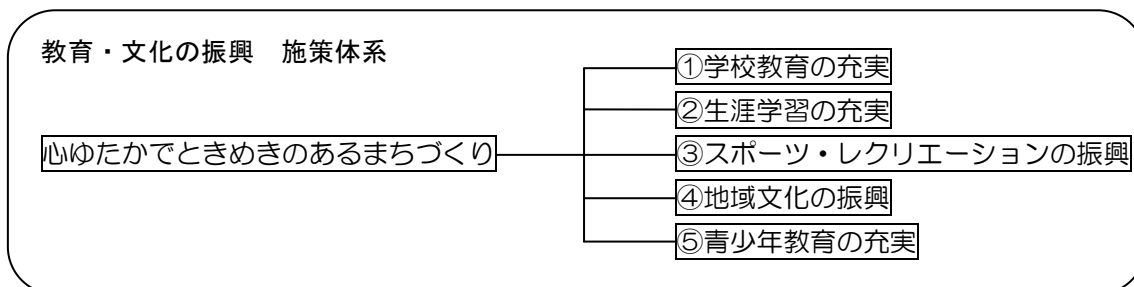 教育・文化の振興　施策体系
①学校教育の充実
②生涯学習の充実
心ゆたかでときめきのあるまちづくり
③スポーツ・レクリエーションの振興
④地域文化の振興
⑤青少年教育の充実